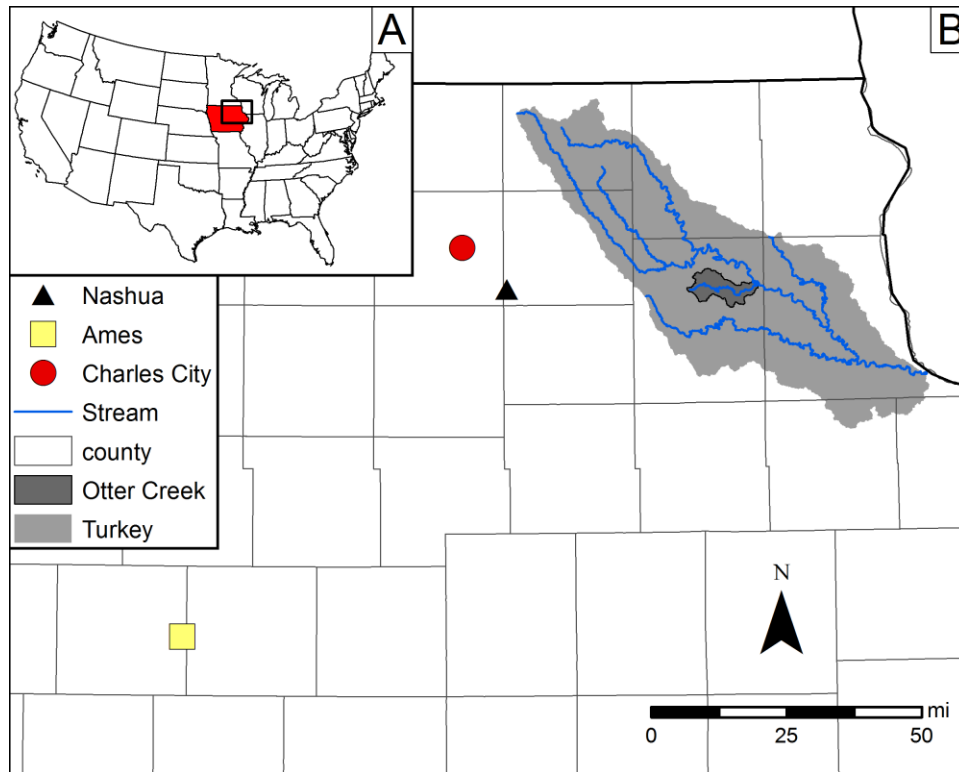 A
B
Nashua
Ames
Charles City
Stream
county
Otter Creek
Turkey
N
mi
0 25 50